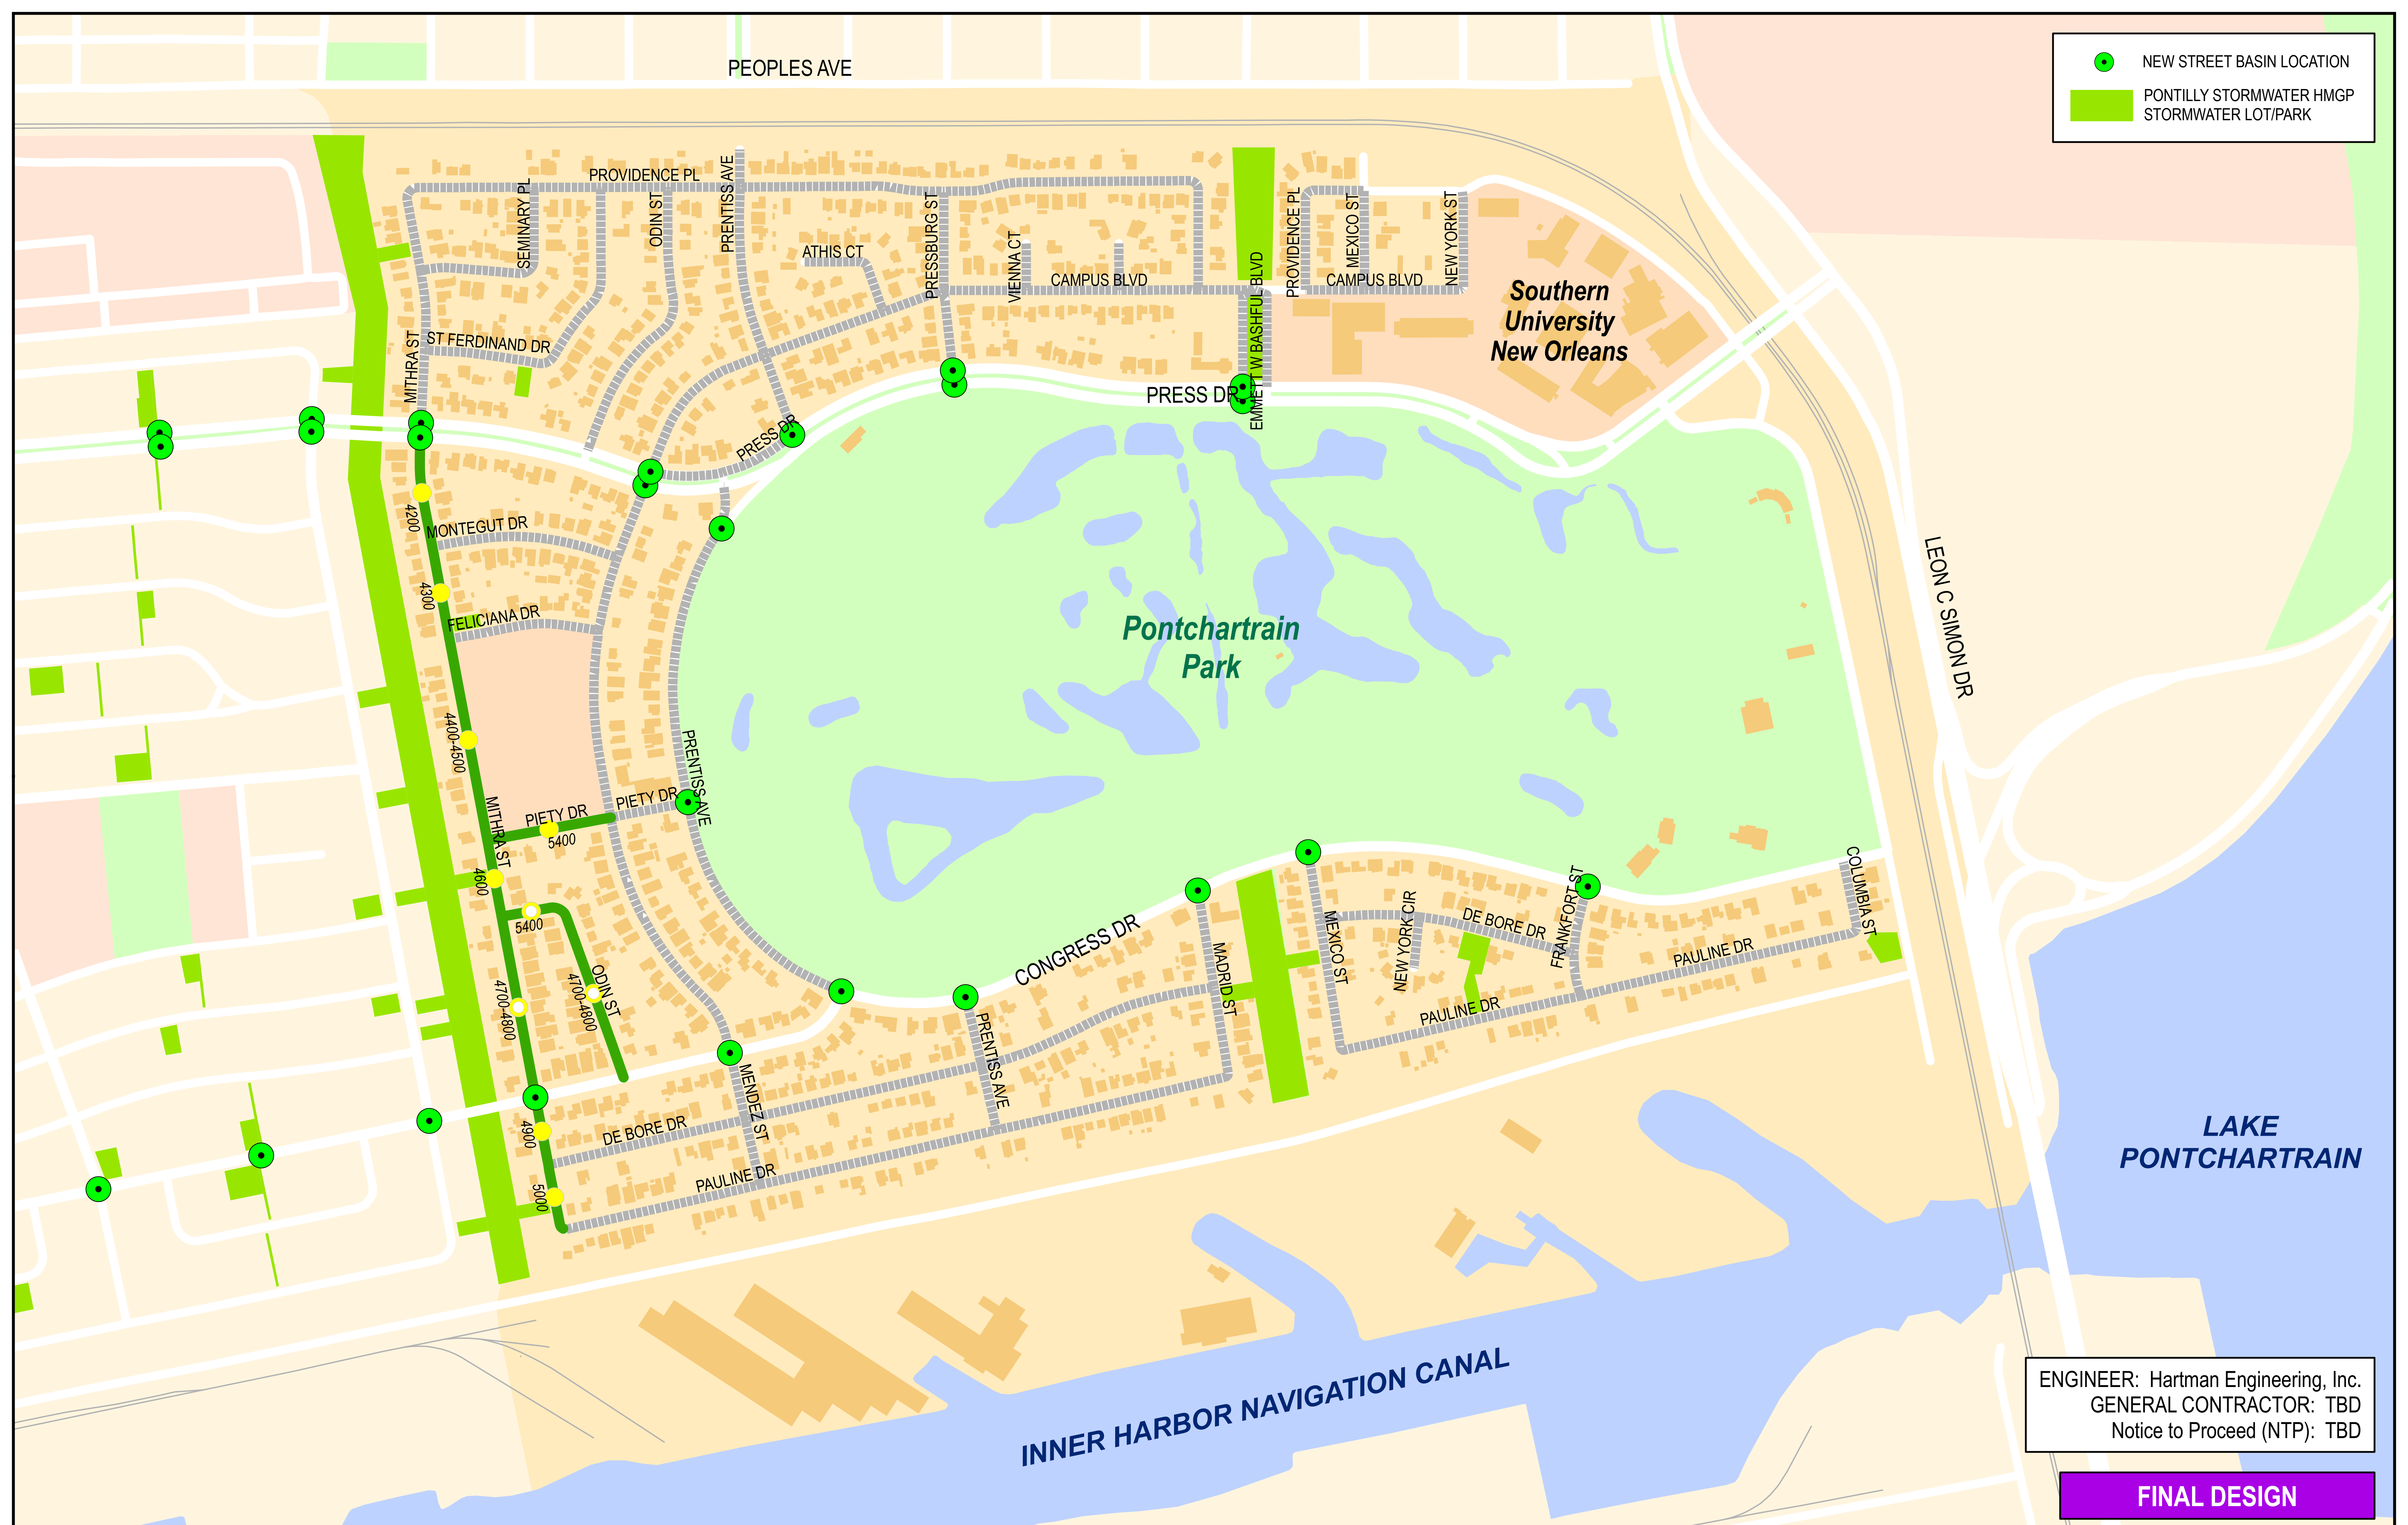 PEOPLES AVE
NEW STREET BASIN LOCATION
PONTILLY STORMWATER HMGP
STORMWATER LOT/PARK
PROVIDENCE PL
SEMINARY PL
ODIN ST
PRENTISS AVE
PRESSBURG ST
ATHIS CT
VIENNA CT
CAMPUS BLVD
EMMETT W BASHFUL BLVD
PROVIDENCE PL
MEXICO ST
NEW YORK ST
CAMPUS BLVD
Southern
University
New Orleans
MITHRA ST
ST FERDINAND DR
PRESS DR
PRESS DR
4200
MONTEGUT DR
4300
FELICIANA DR
Pontchartrain
Park
LEON C SIMON DR
4400-4500
PRENTISS AVE
MITHRA ST
PIETY DR
PIETY DR
5400
4600
5400
ODIN ST
4700-4800
4700-4800
CONGRESS DR
MADRID ST
MEXICO ST
NEW YORK CIR
DE BORE DR
FRANKFORT ST
COLUMBIA ST
PAULINE DR
PAULINE DR
PRENTISS AVE
MENDEZ ST
4900
DE BORE DR
5000
PAULINE DR
LAKE
PONTCHARTRAIN
INNER HARBOR NAVIGATION CANAL
ENGINEER: Hartman Engineering, Inc.
GENERAL CONTRACTOR: TBD
Notice to Proceed (NTP): TBD
FINAL DESIGN